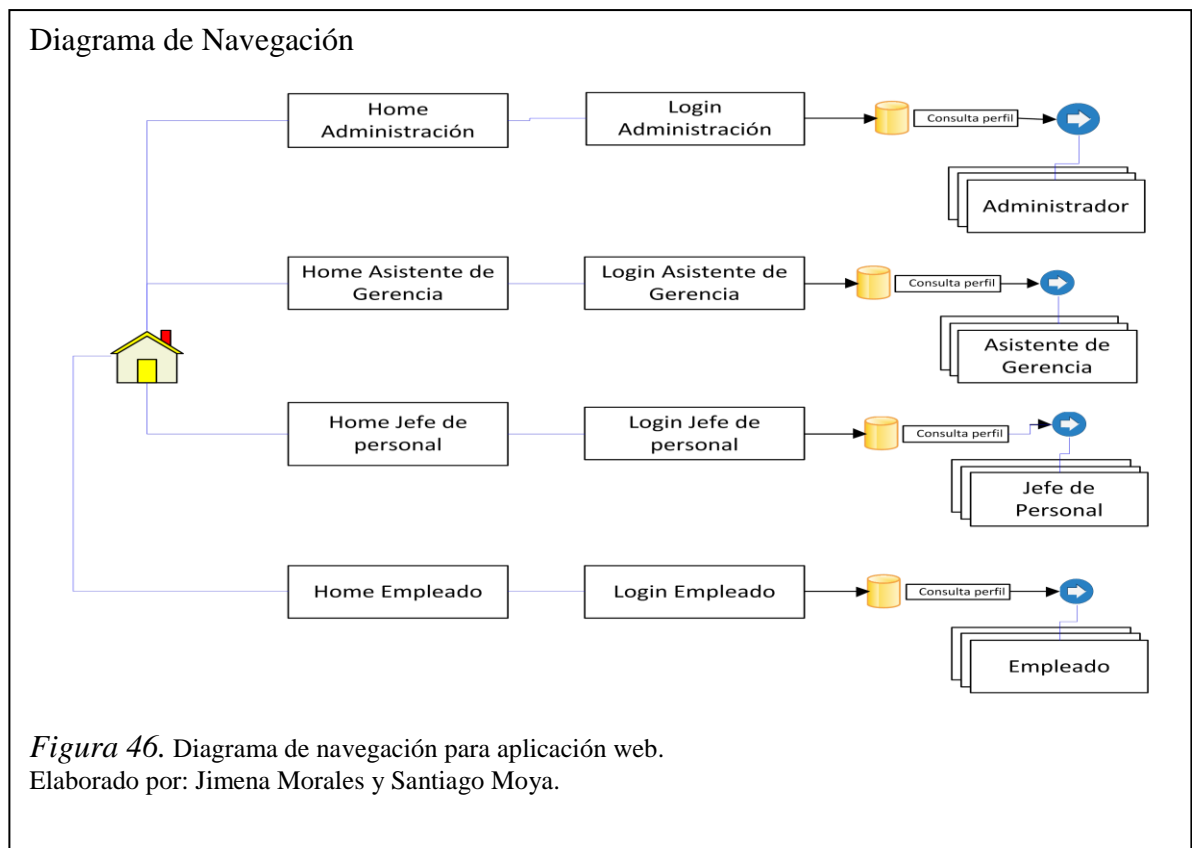 Diagrama de Navegación
Home
Administración
Login
Administración
Consulta perfil
Administrador
Home Asistente de
Gerencia
Login Asistente de
Gerencia
Consulta perfil
Asistente de
Gerencia
Home Jefe de
personal
Login Jefe de
personal
Consulta perfil
Jefe de
Personal
Home Empleado
Login Empleado
Consulta perfil
Empleado
Figura 46. Diagrama de navegación para aplicación web.
Elaborado por: Jimena Morales y Santiago Moya.